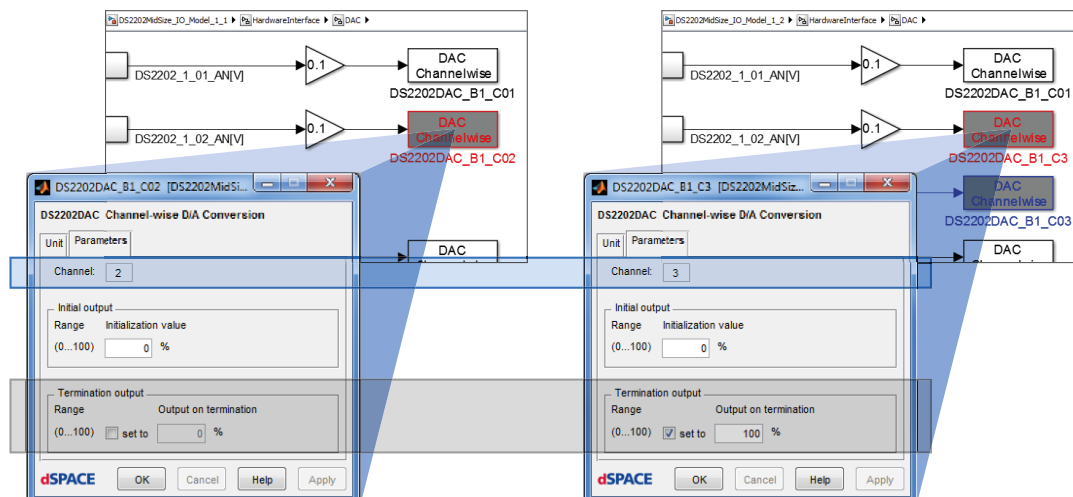 DS2202MidSize_IO_Model_1_1 HardwareInterface DAC
0.1
DAC
Channelwise
DS2202_1_01_AN[V]
DS2202DAC_B1_C01
0.1
DAC
Channelwise
DS2202_1_02_AN[V]
DS2202DAC_B1_C02
DAC
DS2202DAC_B1_C02 [DS2202MidSi...
DS2202DAC Channel-wise D/A Conversion
Unit Parameters
Channel: 2
Initial output
Range Initialization value
(0...100) 0 %
Termination output
Range Output on termination
(0...100) set to 0 %
dSPACE OK Cancel Help Apply
DS2202MidSize_IO_Model_1_2 HardwareInterface DAC
0.1
DAC
Channelwise
DS2202_1_01_AN[V]
DS2202DAC_B1_C01
0.1
DAC
Channelwise
DS2202_1_02_AN[V]
DS2202DAC_B1_C3
DAC
Channelwise
DS2202DAC_B1_C03
DAC
DS2202DAC_B1_C3 [DS2202MidSiz...
DS2202DAC Channel-wise D/A Conversion
Unit Parameters
Channel: 3
Initial output
Range Initialization value
(0...100) 0 %
Termination output
Range Output on termination
(0...100) set to 100 %
dSPACE OK Cancel Help Apply